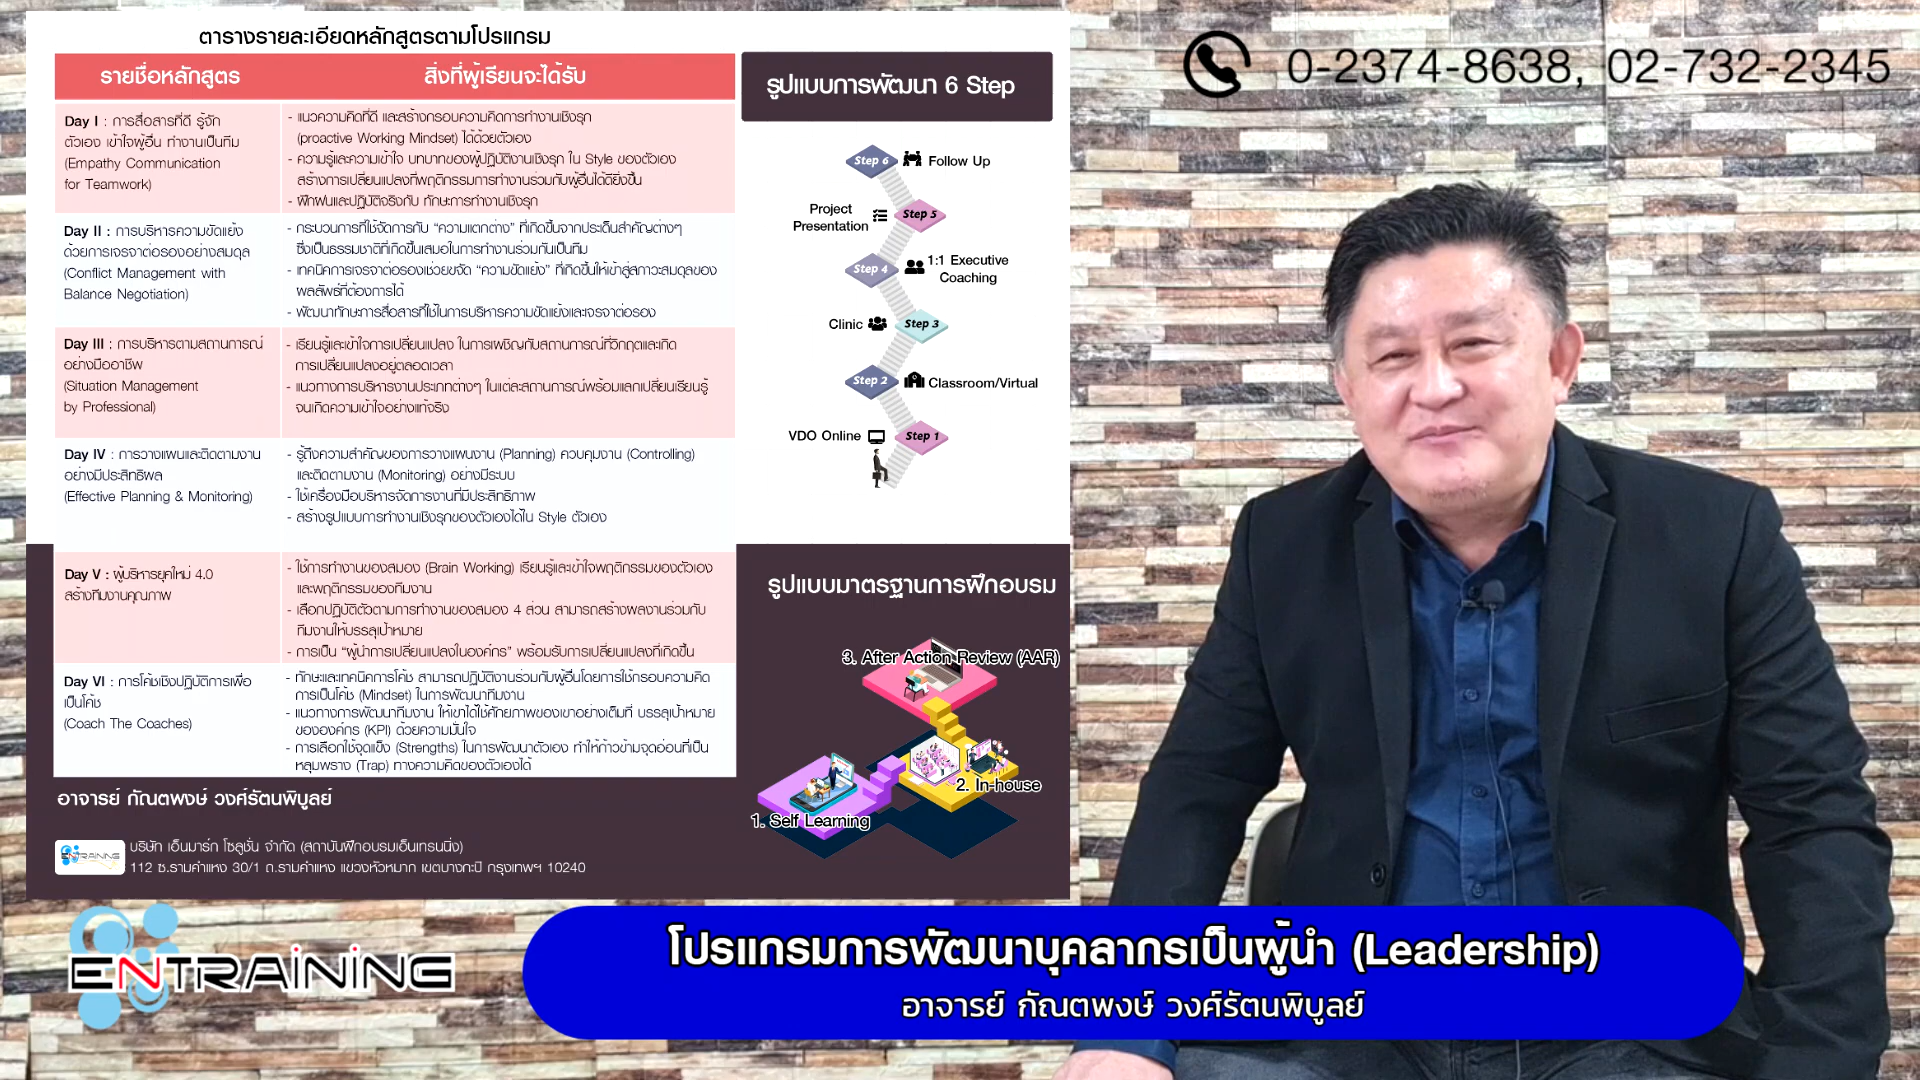 ตารางรายละเอียดหลักสูตรตามโปรแกรม
รายชื่อหลักสูตร
สิ่งที่ผู้เรียนจะได้รับ
Day I : การสื่อสารที่ดี รู้จัก
ตัวเอง เข้าใจผู้อื่น ทำงานเป็นทีม
(Empathy Communication
for Teamwork)
- แนวความคิดที่ดี และสร้างกรอบความคิดการทำงานเชิงรุก
(proactive Working Mindset) ได้ด้วยตัวเอง
- ความรู้และความเข้าใจ บทบาทของผู้ปฏิบัติงานเชิงรุก ใน Style ของตัวเอง
สร้างการเปลี่ยนแปลงที่พฤติกรรมการทำงานร่วมกับผู้อื่นได้ดียิ่งขึ้น
- ฝึกฝนและปฏิบัติจริงกับ ทักษะการทำงานเชิงรุก
Day II : การบริหารความขัดแย้ง
ด้วยการเจรจาต่อรองอย่างสมดุล
(Conflict Management with
Balance Negotiation)
- กระบวนการที่ใช้จัดการกับ “ความแตกต่าง” ที่เกิดขึ้นจากประเด็นสำคัญต่างๆ
ซึ่งเป็นธรรมชาติที่เกิดขึ้นเสมอในการทำงานร่วมกันเป็นทีม
- เทคนิคการเจรจาต่อรองช่วยขจัด “ความขัดแย้ง” ที่เกิดขึ้นให้เข้าสู่สภาวะสมดุลของ
ผลลัพธ์ที่ต้องการได้
- พัฒนาทักษะการสื่อสารที่ใช้ในการบริหารความขัดแย้งและเจรจาต่อรอง
Day III : การบริหารตามสถานการณ์
อย่างมืออาชีพ
(Situation Management
by Professional)
- เรียนรู้และเข้าใจการเปลี่ยนแปลง ในการเผชิญกับสถานการณ์ที่วิกฤตและเกิด
การเปลี่ยนแปลงอยู่ตลอดเวลา
- แนวทางการบริหารงานประเภทต่างๆ ในแต่ละสถานการณ์พร้อมแลกเปลี่ยนเรียนรู้
จนเกิดความเข้าใจอย่างแท้จริง
Day IV : การวางแผนและติดตามงาน
อย่างมีประสิทธิผล
(Effective Planning & Monitoring)
- รู้ถึงความสำคัญของการวางแผนงาน (Planning) ควบคุมงาน (Controlling)
และติดตามงาน (Monitoring) อย่างมีระบบ
- ใช้เครื่องมือบริหารจัดการงานที่มีประสิทธิภาพ
- สร้างรูปแบบการทำงานเชิงรุกของตัวเองได้ใน Style ตัวเอง
Day V : ผู้บริหารยุคใหม่ 4.0
สร้างทีมงานคุณภาพ
- ใช้การทำงานของสมอง (Brain Working) เรียนรู้และเข้าใจพฤติกรรมของตัวเอง
และพฤติกรรมของทีมงาน
- เลือกปฏิบัติตัวตามการทำงานของสมอง 4 ส่วน สามารถสร้างผลงานร่วมกับ
ทีมงานให้บรรลุเป้าหมาย
- การเป็น “ผู้นำการเปลี่ยนแปลงในองค์กร” พร้อมรับการเปลี่ยนแปลงที่เกิดขึ้น
Day VI : การโค้ชเชิงปฏิบัติการเพื่อ
เป็นโค้ช
(Coach The Coaches)
- ทักษะและเทคนิคการโค้ช สามารถปฏิบัติงานร่วมกับผู้อื่นโดยการใช้กรอบความคิด
การเป็นโค้ช (Mindset) ในการพัฒนาทีมงาน
- แนวทางการพัฒนาทีมงาน ให้เขาได้ใช้ศักยภาพของเขาอย่างเต็มที่ บรรลุเป้าหมาย
ขององค์กร (KPI) ด้วยความมั่นใจ
- การเลือกใช้จุดแข็ง (Strengths) ในการพัฒนาตัวเอง ทำให้ก้าวข้ามจุดอ่อนที่เป็น
หลุมพราง (Trap) ทางความคิดของตัวเองได้
อาจารย์ กัณตพงษ์ วงศ์รัตนพิบูลย์
ENTRAINING
บริษัท เอ็นมาร์ก โซลูชั่น จำกัด (สถาบันฝึกอบรมเอ็นเทรนนิ่ง)
112 ซ.รามคำแหง 30/1 ถ.รามคำแหง แขวงหัวหมาก เขตบางกะปิ กรุงเทพฯ 10240
รูปแบบการพัฒนา 6 Step
Step 6 Follow Up
Project
Presentation
Step 5
Step 4
1:1 Executive
Coaching
Clinic Step 3
Step 2 Classroom/Virtual
VDO Online Step 1
รูปแบบมาตรฐานการฝึกอบรม
3. After Action Review (AAR)
2. In-house
1. Self Learning
0-2374-8638, 02-732-2345
ENTRAINING
โปรแกรมการพัฒนาบุคลากรเป็นผู้นำ (Leadership)
อาจารย์ กัณตพงษ์ วงศ์รัตนพิบูลย์